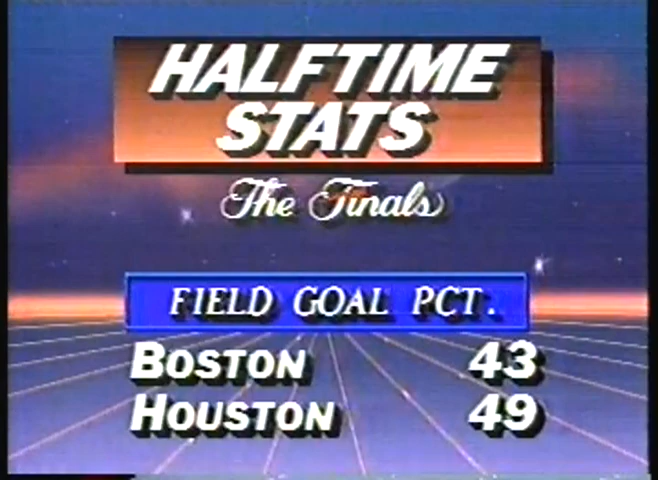 HALFTIME
STATS
The Finals
FIELD GOAL PCT.
BOSTON 43
HOUSTON 49